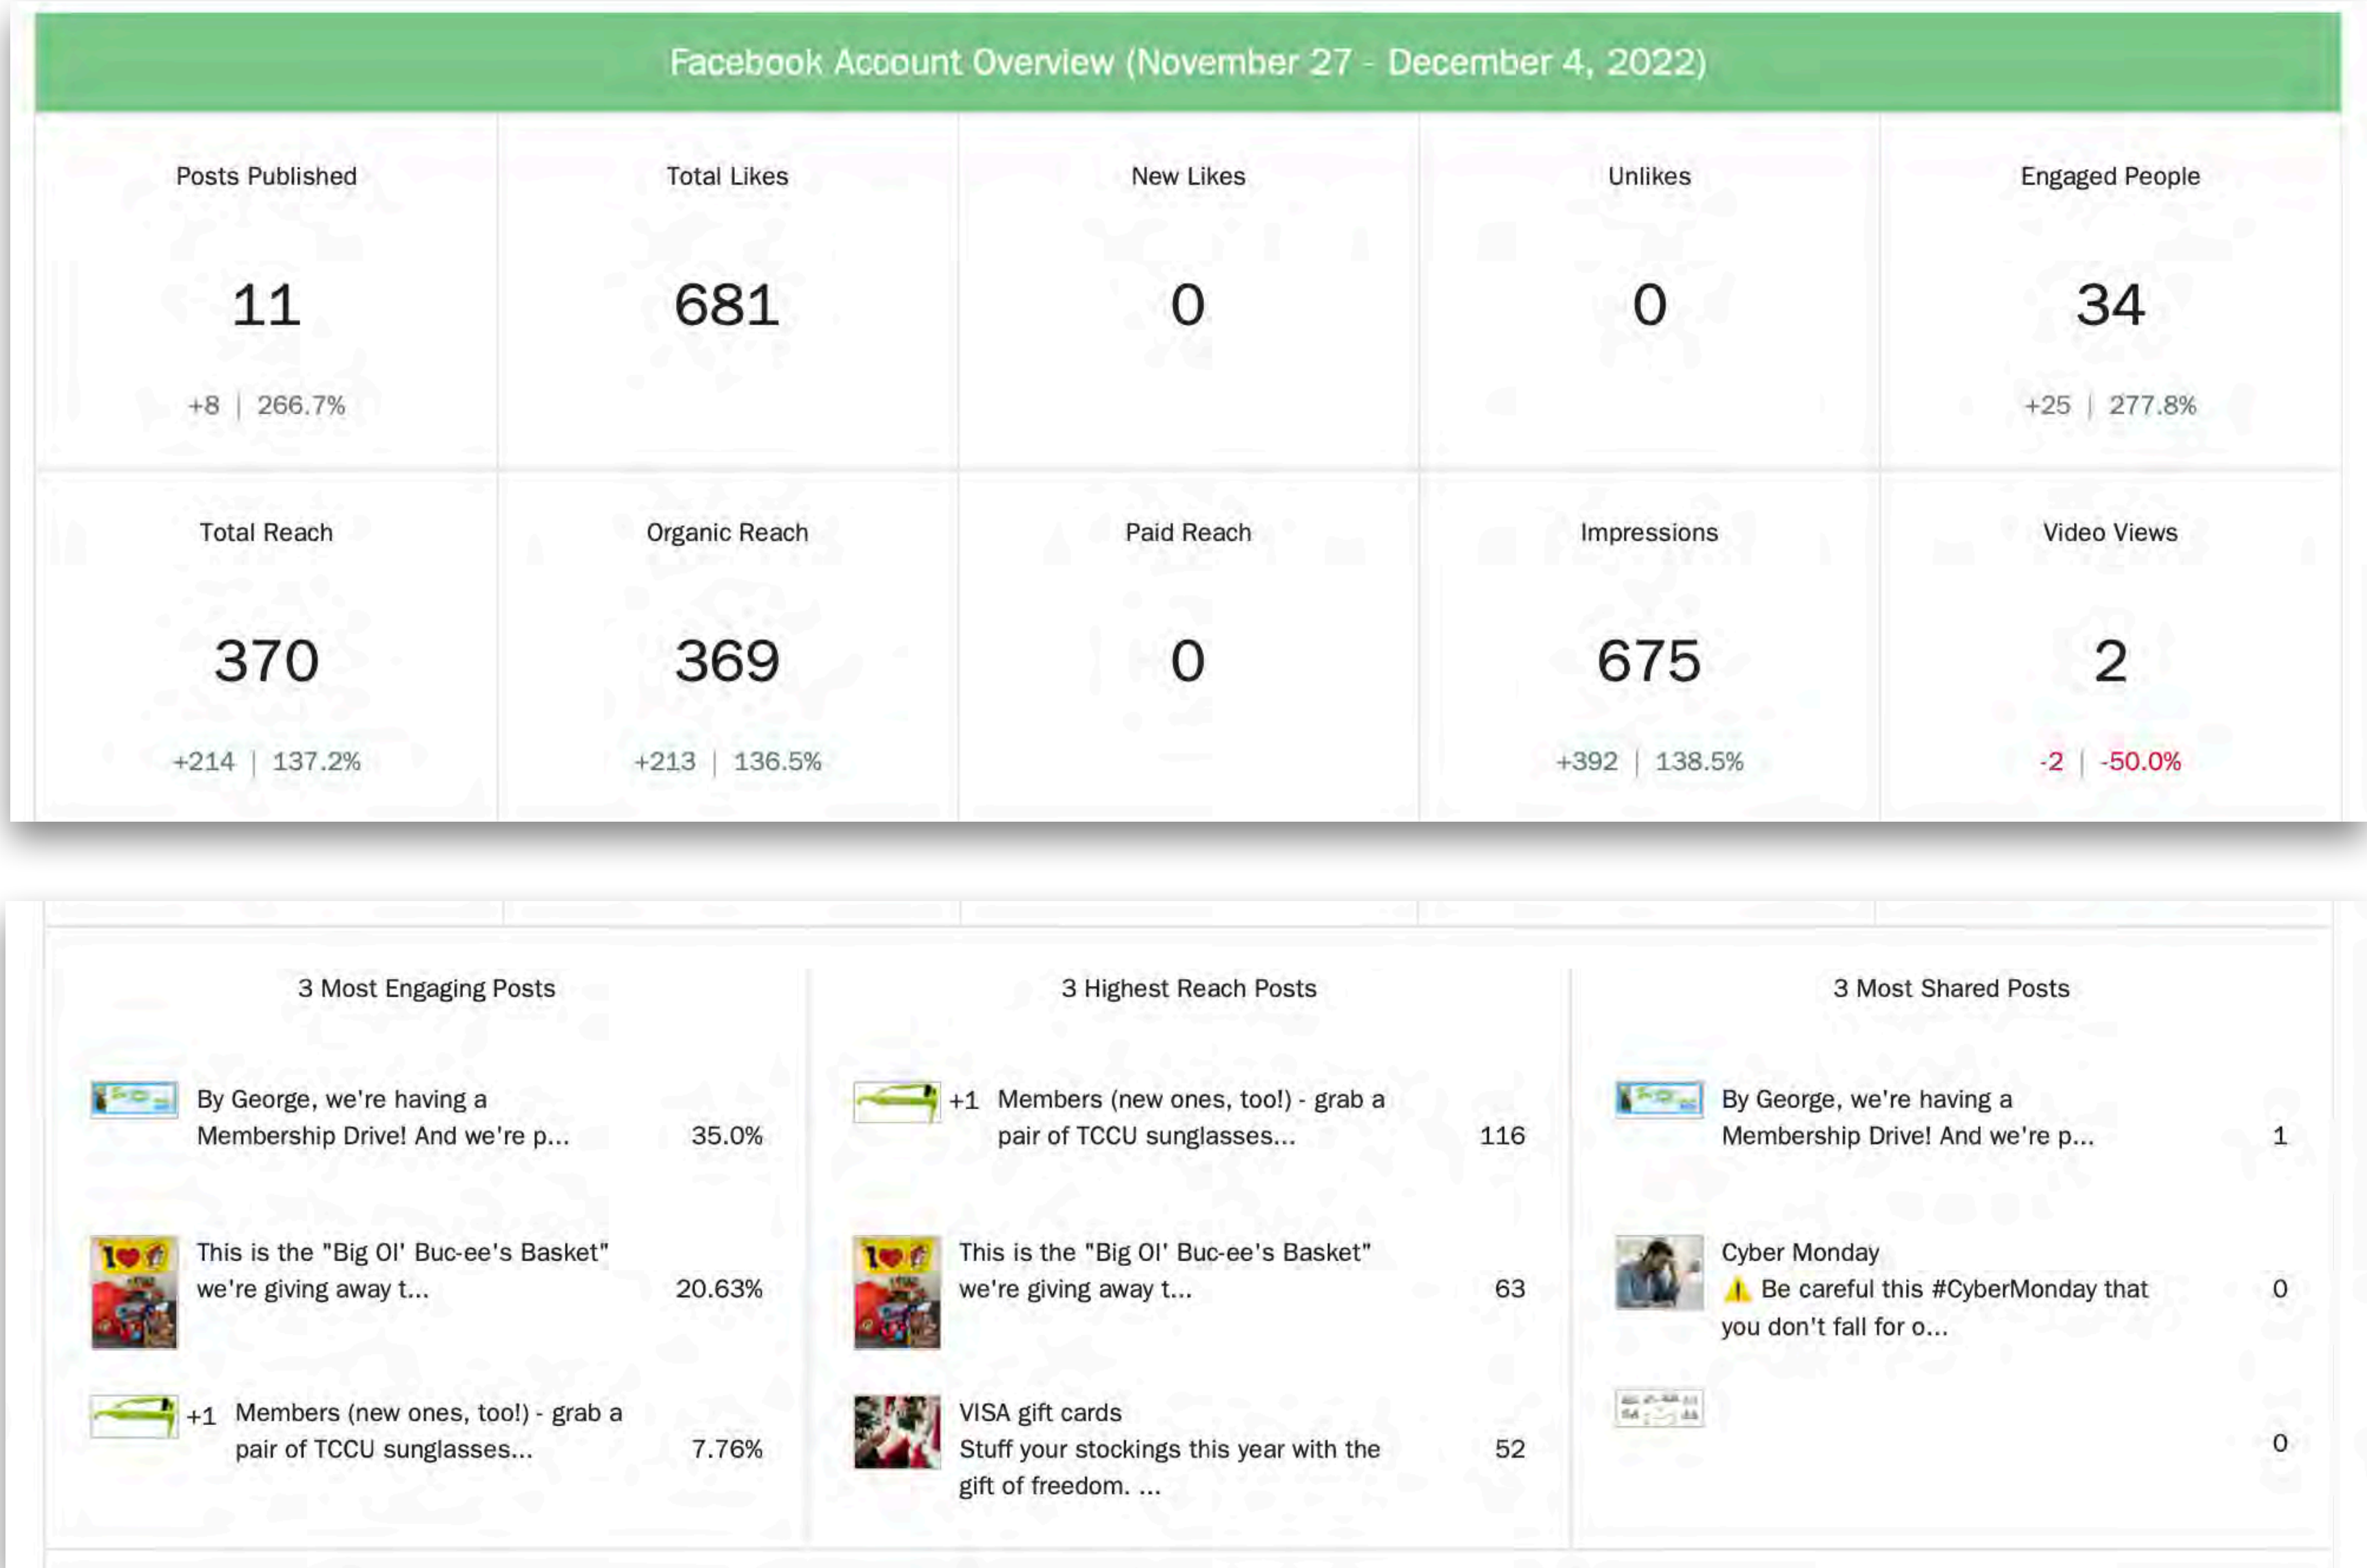 Facebook Account Overview (November 27 - December 4, 2022)
Posts Published
11
+8 | 266.7%
Total Likes
681
New Likes
0
Unlikes
0
Engaged People
34
+25 | 277.8%
Total Reach
370
+214 | 137.2%
Organic Reach
369
+213 | 136.5%
Paid Reach
0
Impressions
675
+392 | 138.5%
Video Views
2
-2 | -50.0%
3 Most Engaging Posts
By George, we're having a
Membership Drive! And we're p...
35.0%
This is the "Big Ol' Buc-ee's Basket"
we're giving away t...
20.63%
+1
Members (new ones, too!) - grab a
pair of TCCU sunglasses...
7.76%
3 Highest Reach Posts
+1
Members (new ones, too!) - grab a
pair of TCCU sunglasses...
116
This is the "Big Ol' Buc-ee's Basket"
we're giving away t...
63
VISA gift cards
Stuff your stockings this year with the
gift of freedom. ...
52
3 Most Shared Posts
By George, we're having a
Membership Drive! And we're p...
1
Cyber Monday
⚠️ Be careful this #CyberMonday that
you don't fall for o...
0
0